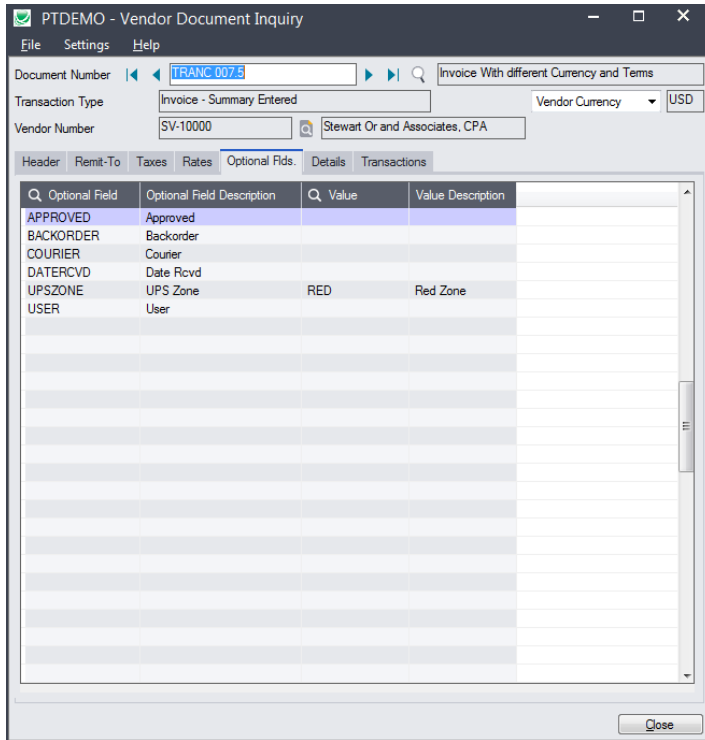 PTDEMO - Vendor Document Inquiry
File Settings Help
Document Number TRANC 007.5 Invoice With different Currency and Terms
Transaction Type Invoice - Summary Entered Vendor Currency USD
Vendor Number SV-10000 Stewart Or and Associates, CPA
Header Remit-To Taxes Rates Optional Flds. Details Transactions
Optional Field Optional Field Description Value Value Description
APPROVED Approved
BACKORDER Backorder
COURIER Courier
DATERCVD Date Rcvd
UPSZONE UPS Zone RED Red Zone
USER User
Close